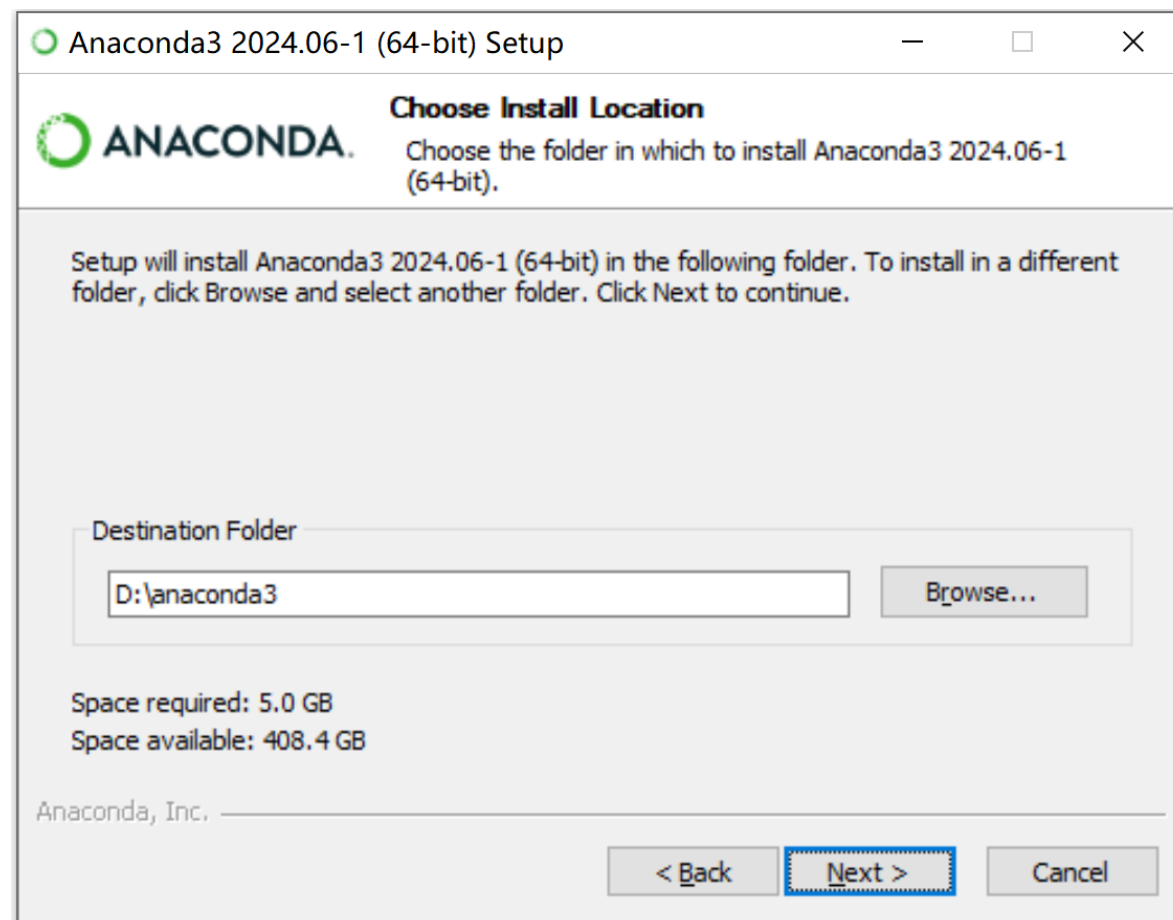 Anaconda3 2024.06-1 (64-bit) Setup
ANACONDA.
Choose Install Location
Choose the folder in which to install Anaconda3 2024.06-1
(64-bit).
Setup will install Anaconda3 2024.06-1 (64-bit) in the following folder. To install in a different
folder, click Browse and select another folder. Click Next to continue.
Destination Folder
D:\anaconda3
Browse...
Space required: 5.0 GB
Space available: 408.4 GB
Anaconda, Inc.
< Back
Next >
Cancel